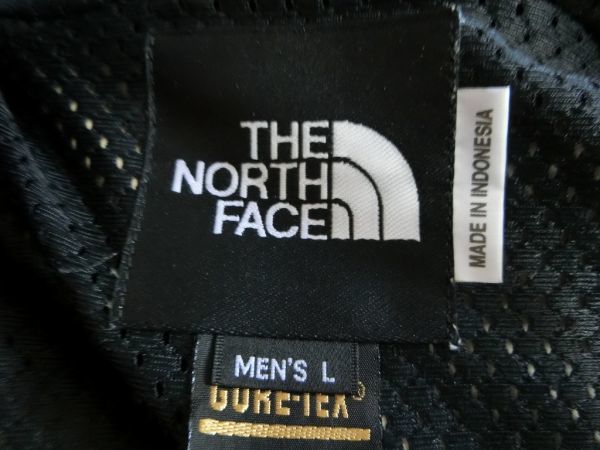 THE
NORTH
FACE
MADE IN INDONESIA
MEN'S L
GORE-TEX®